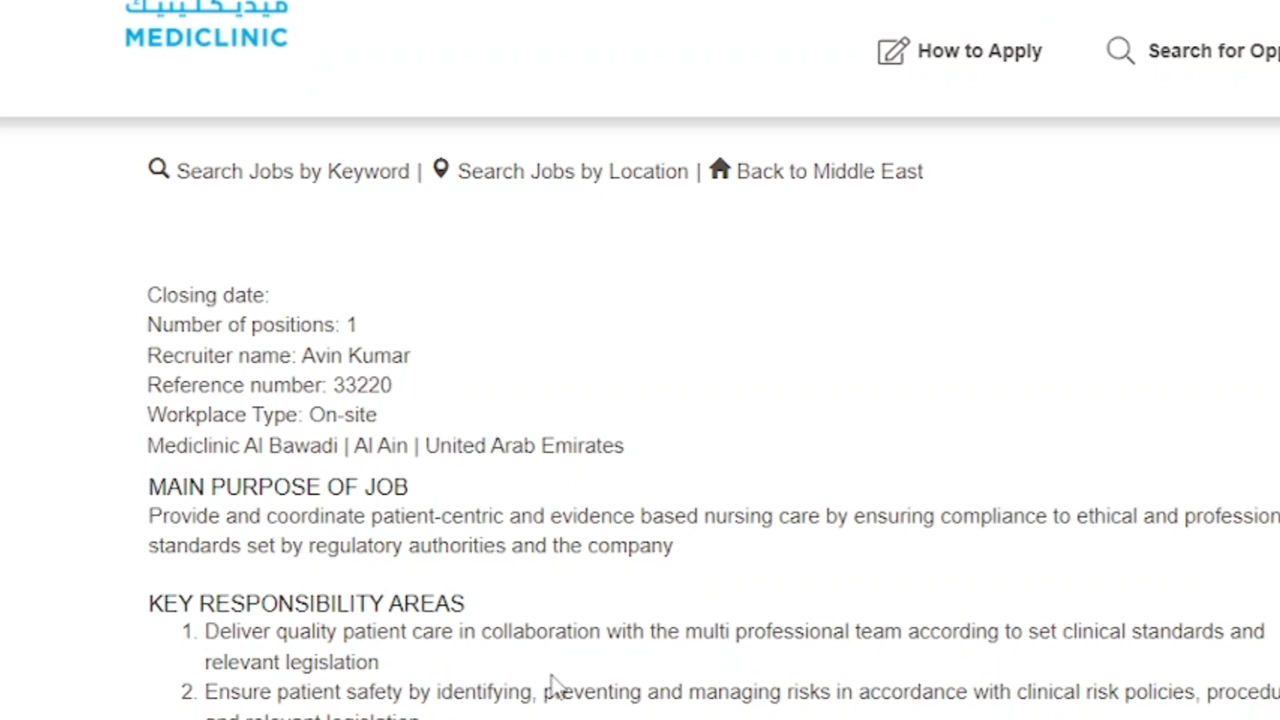 ميديكلينيك
MEDICLINIC
How to Apply
Search for
Search Jobs by Keyword | Search Jobs by Location | Back to Middle East
Closing date:
Number of positions: 1
Recruiter name: Avin Kumar
Reference number: 33220
Workplace Type: On-site
Mediclinic Al Bawadi | Al Ain | United Arab Emirates
MAIN PURPOSE OF JOB
Provide and coordinate patient-centric and evidence based nursing care by ensuring compliance to ethical and profession
standards set by regulatory authorities and the company
KEY RESPONSIBILITY AREAS
1. Deliver quality patient care in collaboration with the multi professional team according to set clinical standards and
relevant legislation
2. Ensure patient safety by identifying, preventing and managing risks in accordance with clinical risk policies, procedu
and relevant legislation